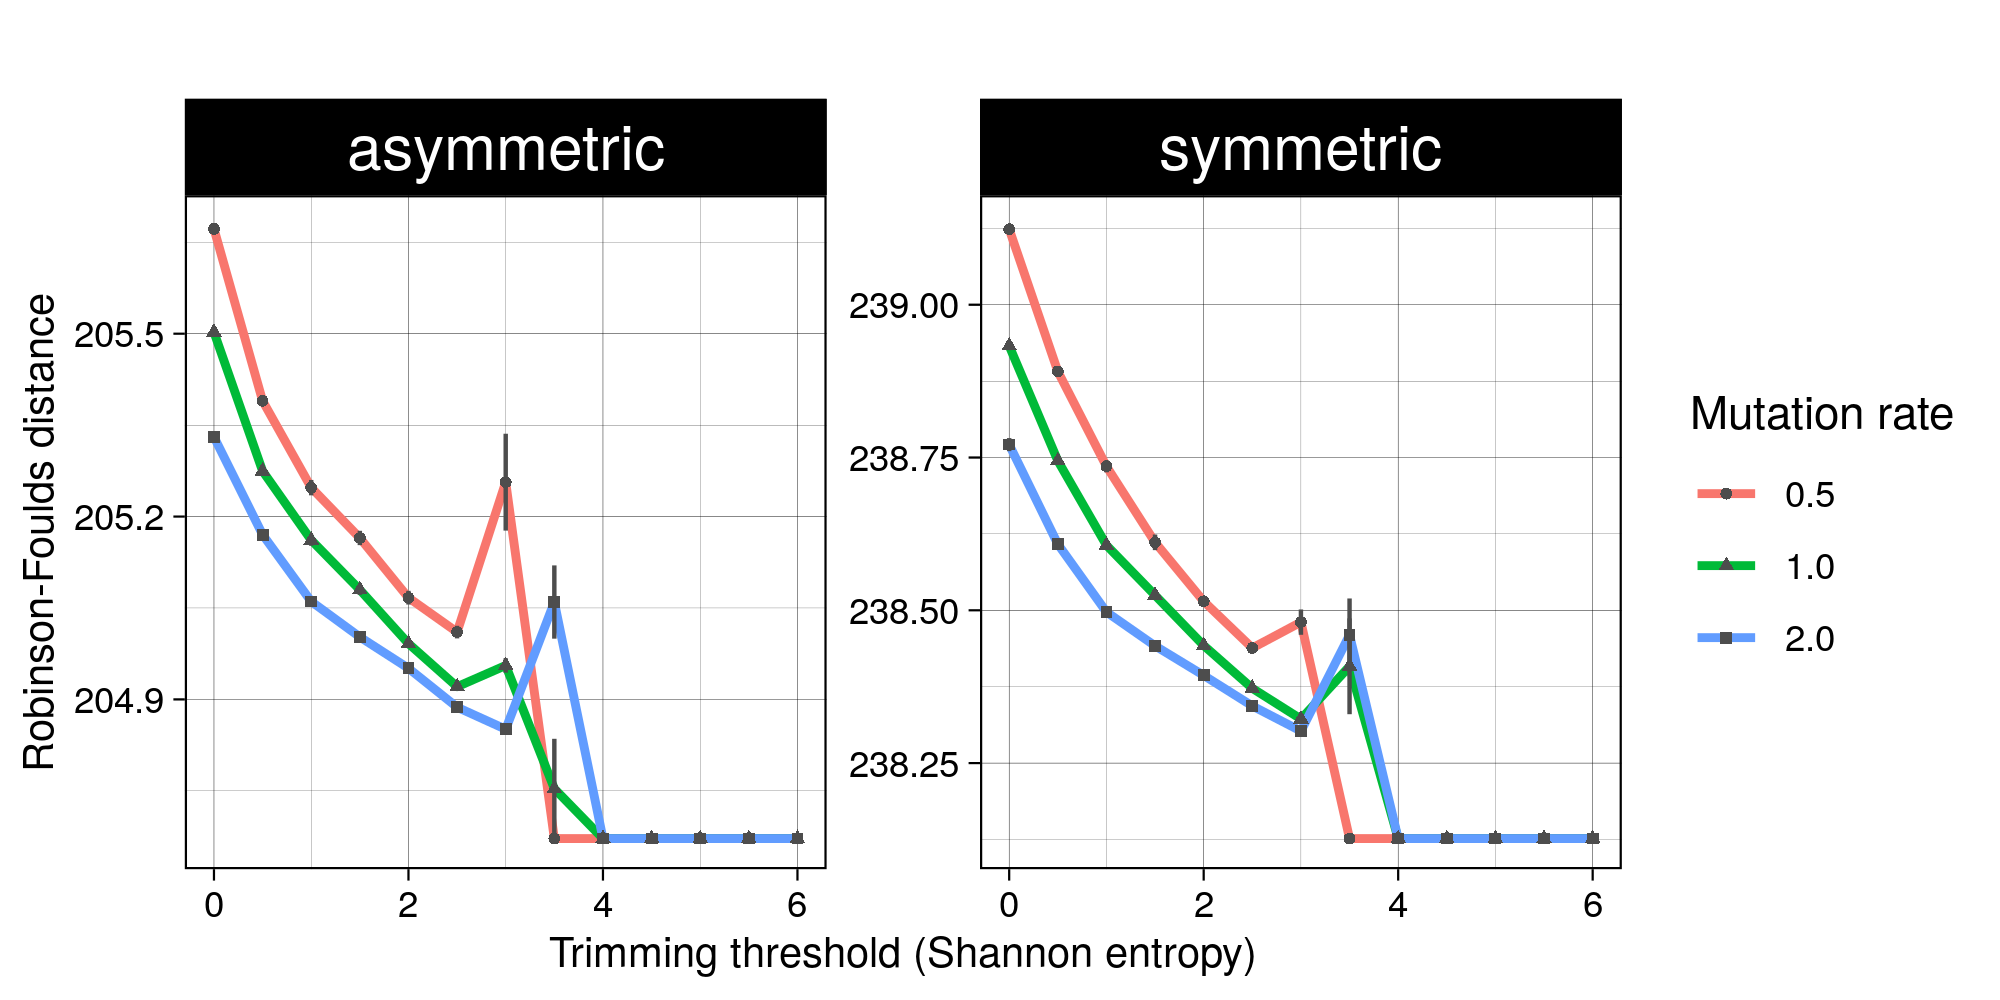 asymmetric
symmetric
Robinson-Foulds distance
205.5
205.2
204.9
239.00
238.75
238.50
238.25
0 2 4 6
0 2 4 6
Trimming threshold (Shannon entropy)
Mutation rate
0.5
1.0
2.0